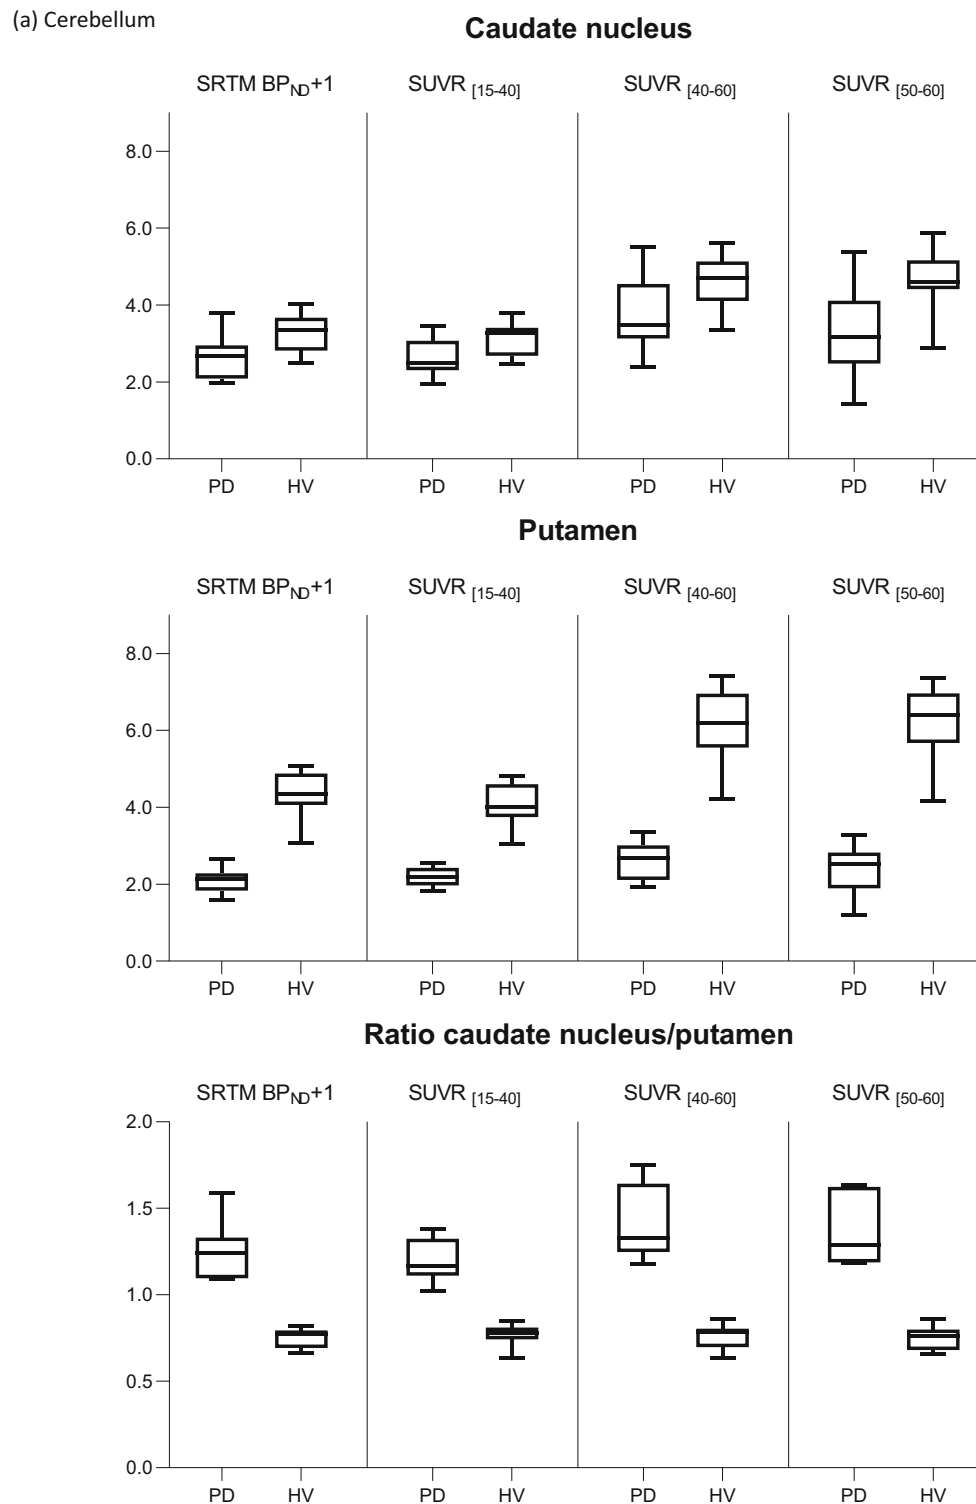 (a) Cerebellum
Caudate nucleus
SRTM BPND+1 SUVR [15-40] SUVR [40-60] SUVR [50-60]
8.0
6.0
4.0
2.0
0.0
PD HV PD HV PD HV PD HV
Putamen
SRTM BPND+1 SUVR [15-40] SUVR [40-60] SUVR [50-60]
8.0
6.0
4.0
2.0
0.0
PD HV PD HV PD HV PD HV
Ratio caudate nucleus/putamen
SRTM BPND+1 SUVR [15-40] SUVR [40-60] SUVR [50-60]
2.0
1.5
1.0
0.5
0.0
PD HV PD HV PD HV PD HV